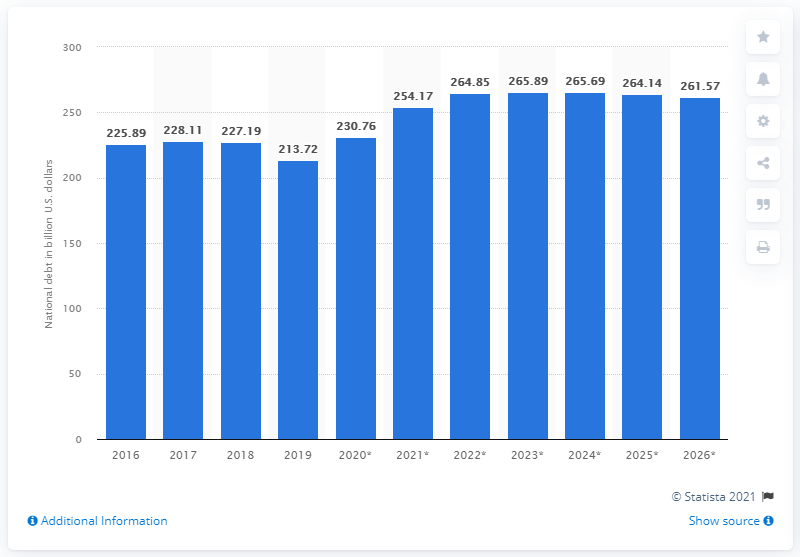 300
250
200
150
100
50
0
National debt in billion U.S. dollars
225.89 228.11 227.19 213.72 230.76 254.17 264.85 265.89 265.69 264.14 261.57
2016 2017 2018 2019 2020* 2021* 2022* 2023* 2024* 2025* 2026*
© Statista 2021
Additional Information Show source